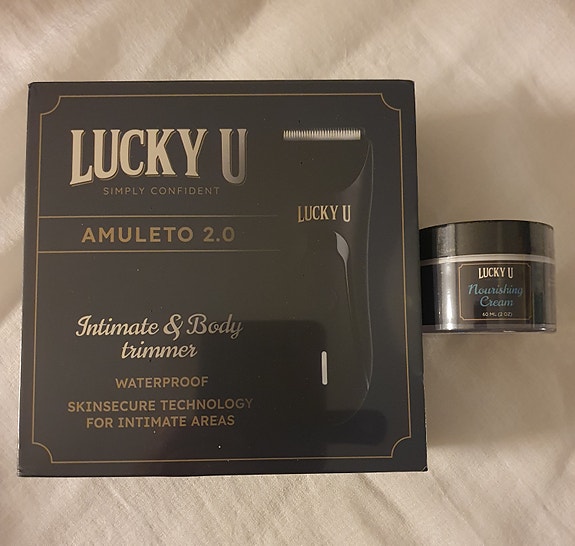 LUCKY U
SIMPLY CONFIDENT
AMULETO 2.0
Intimate & Body
trimmer
WATERPROOF
SKINSECURE TECHNOLOGY
FOR INTIMATE AREAS
LUCKY U
LUCKY U
Nourishing
Cream
60 ML (2 OZ)